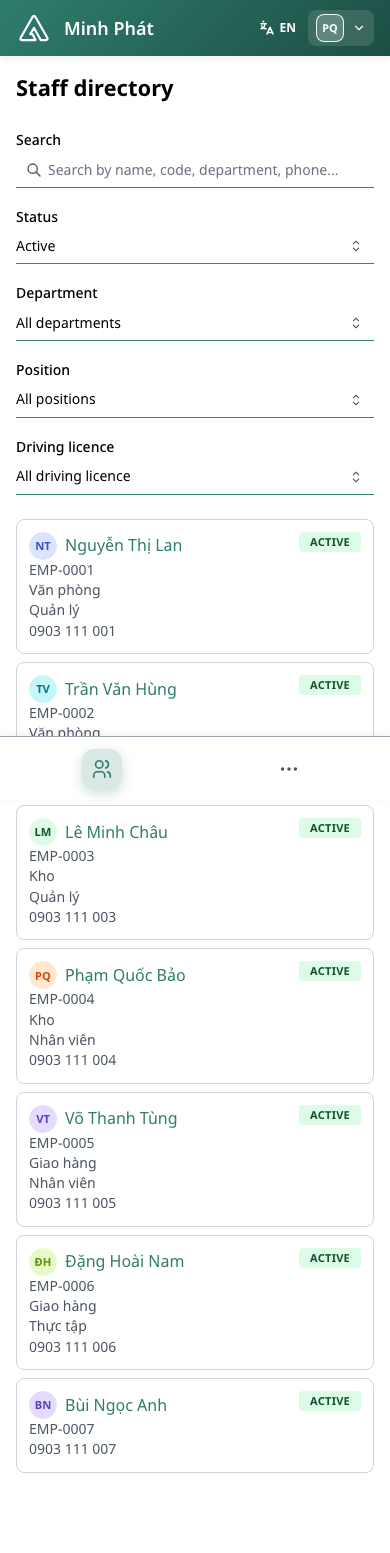 Minh Phát
EN
PQ
Staff directory
Search
Search by name, code, department, phone...
Status
Active
Department
All departments
Position
All positions
Driving licence
All driving licence
NT Nguyễn Thị Lan ACTIVE
EMP-0001
Văn phòng
Quản lý
0903 111 001
TV Trần Văn Hùng ACTIVE
EMP-0002
Văn phòng
LM Lê Minh Châu ACTIVE
EMP-0003
Kho
Quản lý
0903 111 003
PQ Phạm Quốc Bảo ACTIVE
EMP-0004
Kho
Nhân viên
0903 111 004
VT Võ Thanh Tùng ACTIVE
EMP-0005
Giao hàng
Nhân viên
0903 111 005
ĐH Đặng Hoài Nam ACTIVE
EMP-0006
Giao hàng
Thực tập
0903 111 006
BN Bùi Ngọc Anh ACTIVE
EMP-0007
0903 111 007